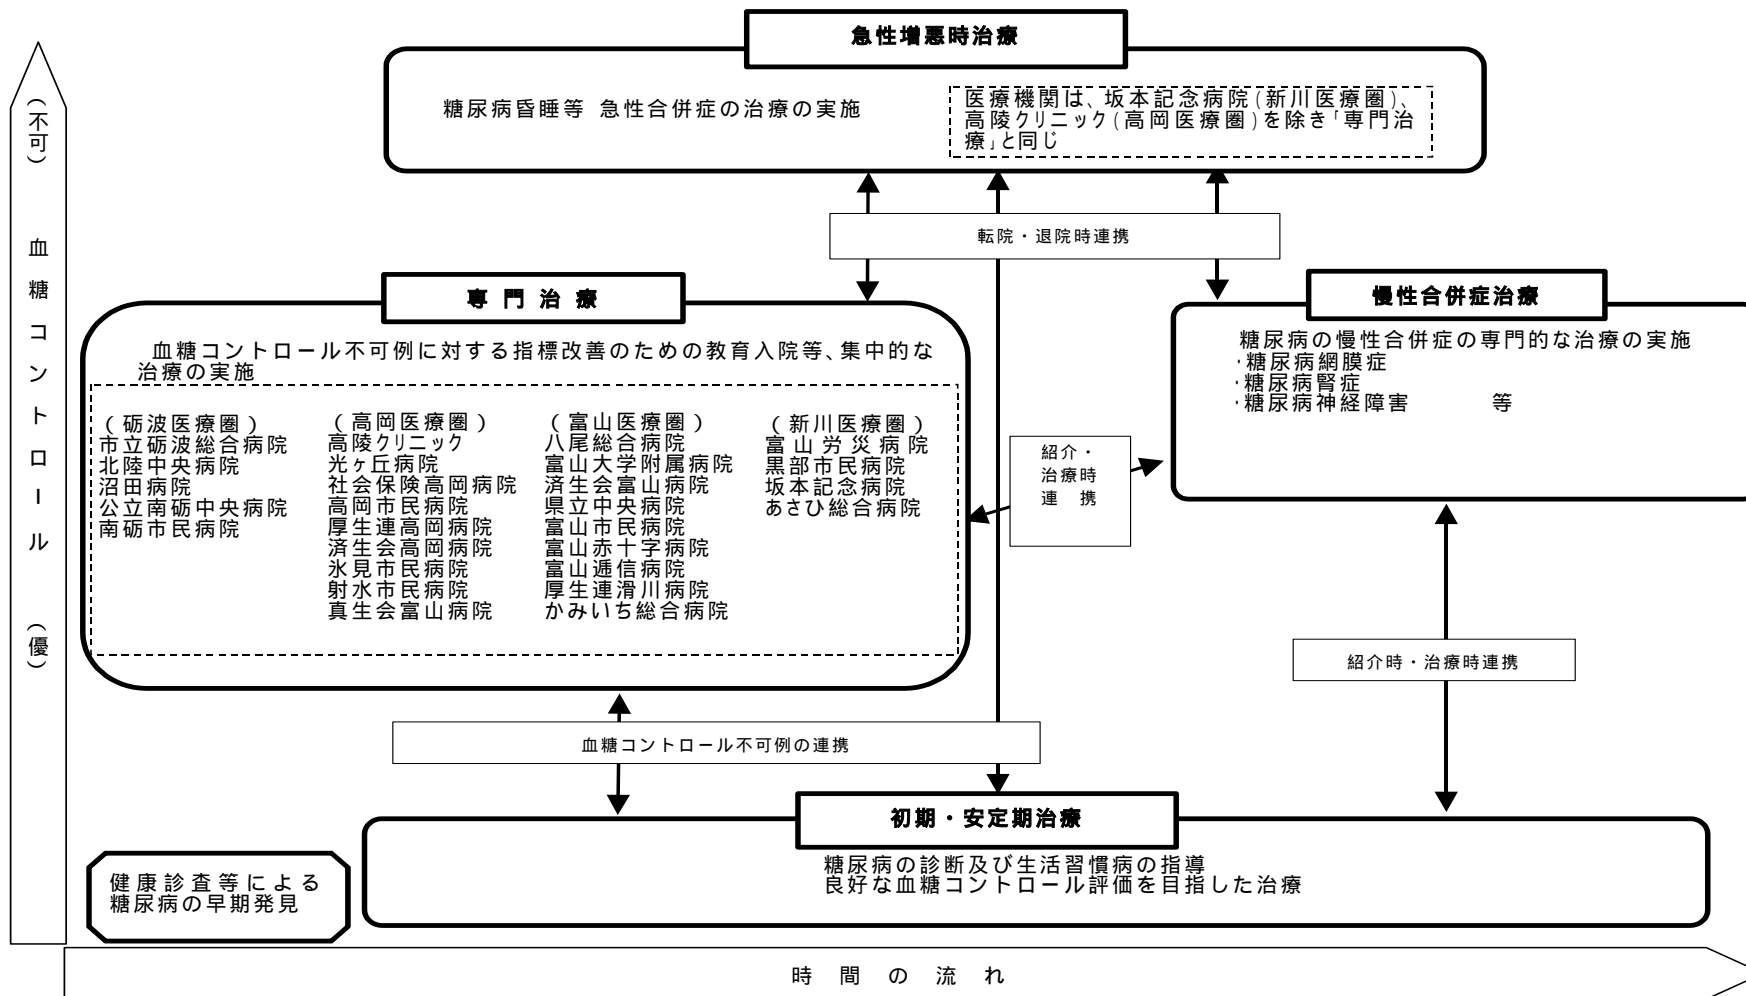 急性増悪時治療
糖尿病昏睡等 急性合併症の治療の実施
医療機関は、坂本記念病院(新川医療圏)、
高陵クリニック(高岡医療圏)を除き「専門治
療」と同じ
(不可)
血糖コントロール
(優)
転院・退院時連携
専門治療
血糖コントロール不可例に対する指標改善のための教育入院等、集中的な
治療の実施
(砺波医療圏)
市立砺波総合病院
北陸中央病院
沼田病院
公立南砺中央病院
南砺市民病院
(高岡医療圏)
高陵クリニック
光ヶ丘病院
社会保険高岡病院
高岡市民病院
厚生連高岡病院
済生会高岡病院
氷見市民病院
射水市民病院
真生会富山病院
(富山医療圏)
八尾総合病院
富山大学附属病院
済生会富山病院
県立中央病院
富山市民病院
富山赤十字病院
富山逓信病院
厚生連滑川病院
かみいち総合病院
(新川医療圏)
富山労災病院
黒部市民病院
坂本記念病院
あさひ総合病院
慢性合併症治療
糖尿病の慢性合併症の専門的な治療の実施
・糖尿病網膜症
・糖尿病腎症
・糖尿病神経障害 等
紹介・
治療時
連 携
紹介時・治療時連携
血糖コントロール不可例の連携
初期・安定期治療
糖尿病の診断及び生活習慣病の指導
良好な血糖コントロール評価を目指した治療
健康診査等による
糖尿病の早期発見
時間の流れ